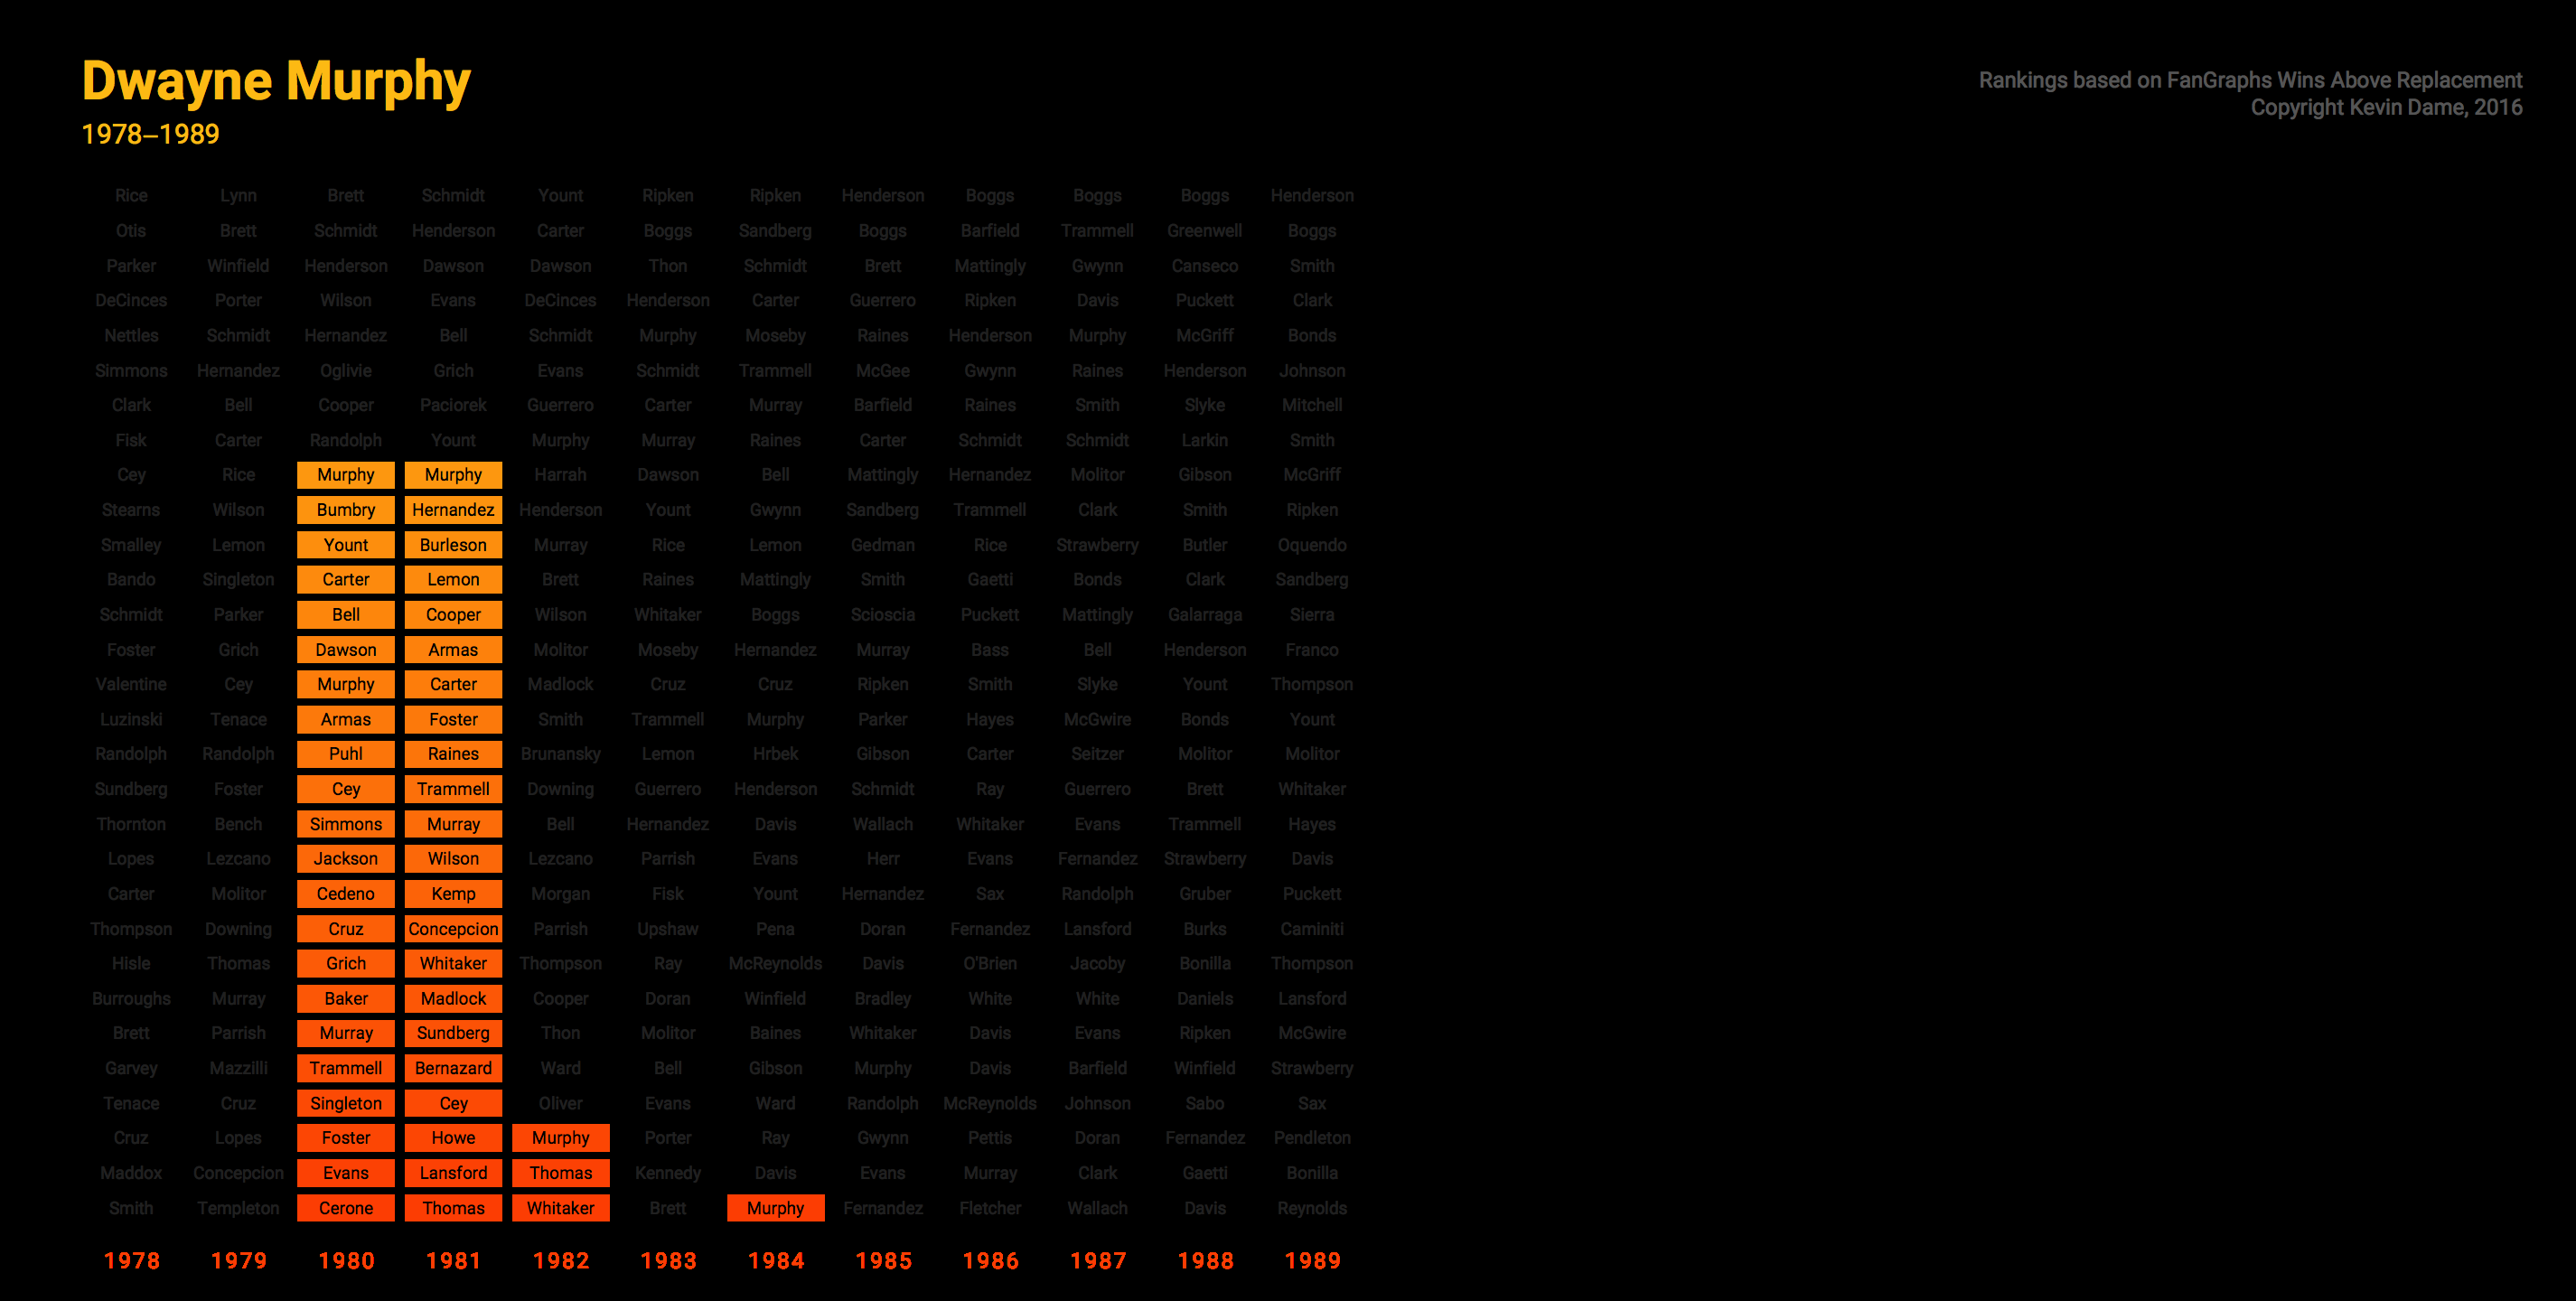 Dwayne Murphy
1978–1989
Rankings based on FanGraphs Wins Above Replacement
Copyright Kevin Dame, 2016
Rice Lynn Brett Schmidt Yount Ripken Ripken Henderson Boggs Boggs Boggs Henderson
Otis Brett Schmidt Henderson Carter Boggs Sandberg Boggs Barfield Trammell Greenwell Boggs
Parker Winfield Henderson Dawson Dawson Thon Schmidt Brett Mattingly Gwynn Canseco Smith
DeCinces Porter Wilson Evans DeCinces Henderson Carter Guerrero Ripken Davis Puckett Clark
Nettles Schmidt Hernandez Bell Schmidt Murphy Moseby Raines Henderson Murphy McGriff Bonds
Simmons Hernandez Oglivie Grich Evans Schmidt Trammell McGee Gwynn Raines Henderson Johnson
Clark Bell Cooper Paciorek Guerrero Carter Murray Barfield Raines Smith Slyke Mitchell
Fisk Carter Randolph Yount Murphy Murray Raines Carter Schmidt Schmidt Larkin Smith
Cey Rice Murphy Murphy Harrah Dawson Bell Mattingly Hernandez Molitor Gibson McGriff
Stearns Wilson Bumbry Hernandez Henderson Yount Gwynn Sandberg Trammell Clark Smith Ripken
Smalley Lemon Yount Burleson Murray Rice Lemon Gedman Rice Strawberry Butler Oquendo
Bando Singleton Carter Lemon Brett Raines Mattingly Smith Gaetti Bonds Clark Sandberg
Schmidt Parker Bell Cooper Wilson Whitaker Boggs Scioscia Puckett Mattingly Galarraga Sierra
Foster Grich Dawson Armas Molitor Moseby Hernandez Murray Bass Bell Henderson Franco
Valentine Cey Murphy Carter Madlock Cruz Cruz Ripken Smith Slyke Yount Thompson
Luzinski Tenace Armas Foster Smith Trammell Murphy Parker Hayes McGwire Bonds Yount
Randolph Randolph Puhl Raines Brunansky Lemon Hrbek Gibson Carter Seitzer Molitor Molitor
Sundberg Foster Cey Trammell Downing Guerrero Henderson Schmidt Ray Guerrero Brett Whitaker
Thornton Bench Simmons Murray Bell Hernandez Davis Wallach Whitaker Evans Trammell Hayes
Lopes Lezcano Jackson Wilson Lezcano Parrish Evans Herr Evans Fernandez Strawberry Davis
Carter Molitor Cedeno Kemp Morgan Fisk Yount Hernandez Sax Randolph Gruber Puckett
Thompson Downing Cruz Concepcion Parrish Upshaw Pena Doran Fernandez Lansford Burks Caminiti
Hisle Thomas Grich Whitaker Thompson Ray McReynolds Davis O'Brien Jacoby Bonilla Thompson
Burroughs Murray Baker Madlock Cooper Doran Winfield Bradley White White Daniels Lansford
Brett Parrish Murray Sundberg Thon Molitor Baines Whitaker Davis Evans Ripken McGwire
Garvey Mazzilli Trammell Bernazard Ward Bell Gibson Murphy Davis Barfield Winfield Strawberry
Tenace Cruz Singleton Cey Oliver Evans Ward Randolph McReynolds Johnson Sabo Sax
Cruz Lopes Foster Howe Murphy Porter Ray Gwynn Pettis Doran Fernandez Pendleton
Maddox Concepcion Evans Lansford Thomas Kennedy Davis Evans Murray Clark Gaetti Bonilla
Smith Templeton Cerone Thomas Whitaker Brett Murphy Fernandez Fletcher Wallach Davis Reynolds
1978 1979 1980 1981 1982 1983 1984 1985 1986 1987 1988 1989